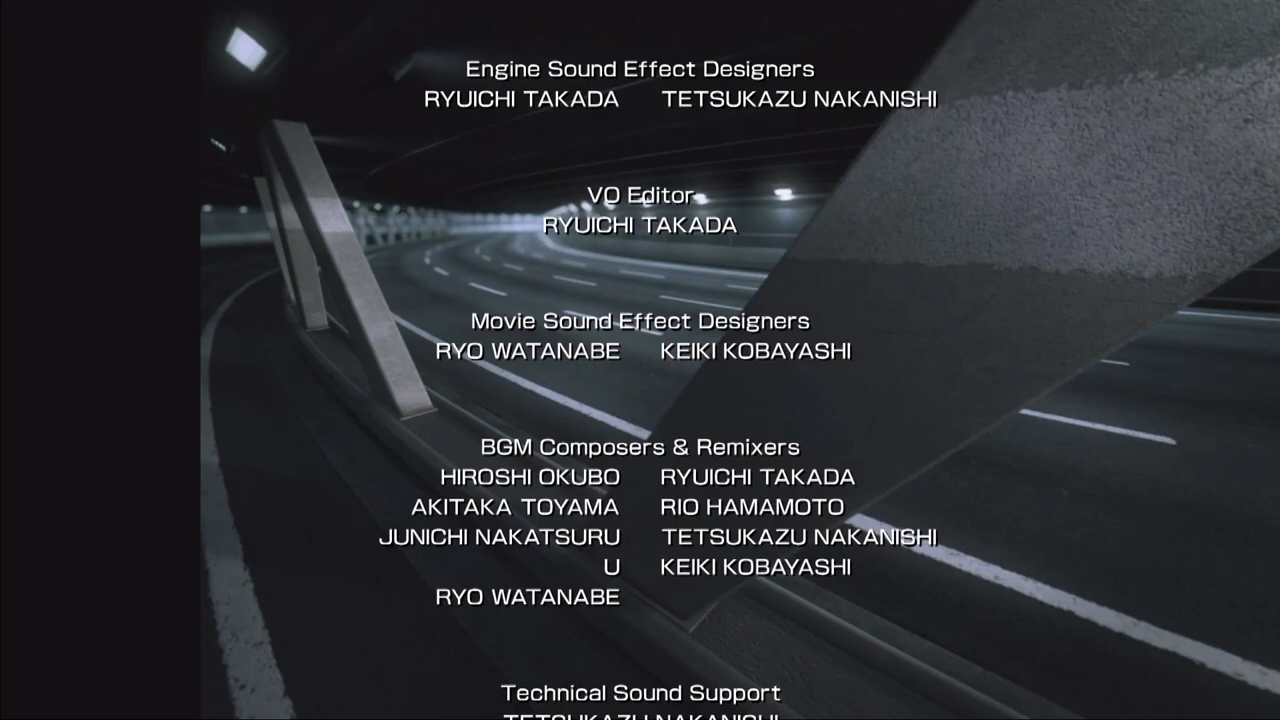 Engine Sound Effect Designers
RYUICHI TAKADA TETSUKAZU NAKANISHI
VO Editor
RYUICHI TAKADA
Movie Sound Effect Designers
RYO WATANABE KEIKI KOBAYASHI
BGM Composers & Remixers
HIROSHI OKUBO RYUICHI TAKADA
AKITAKA TOYAMA RIO HAMAMOTO
JUNICHI NAKATSURU TETSUKAZU NAKANISHI
U KEIKI KOBAYASHI
RYO WATANABE
Technical Sound Support
TETSUKAZU NAKANISHI